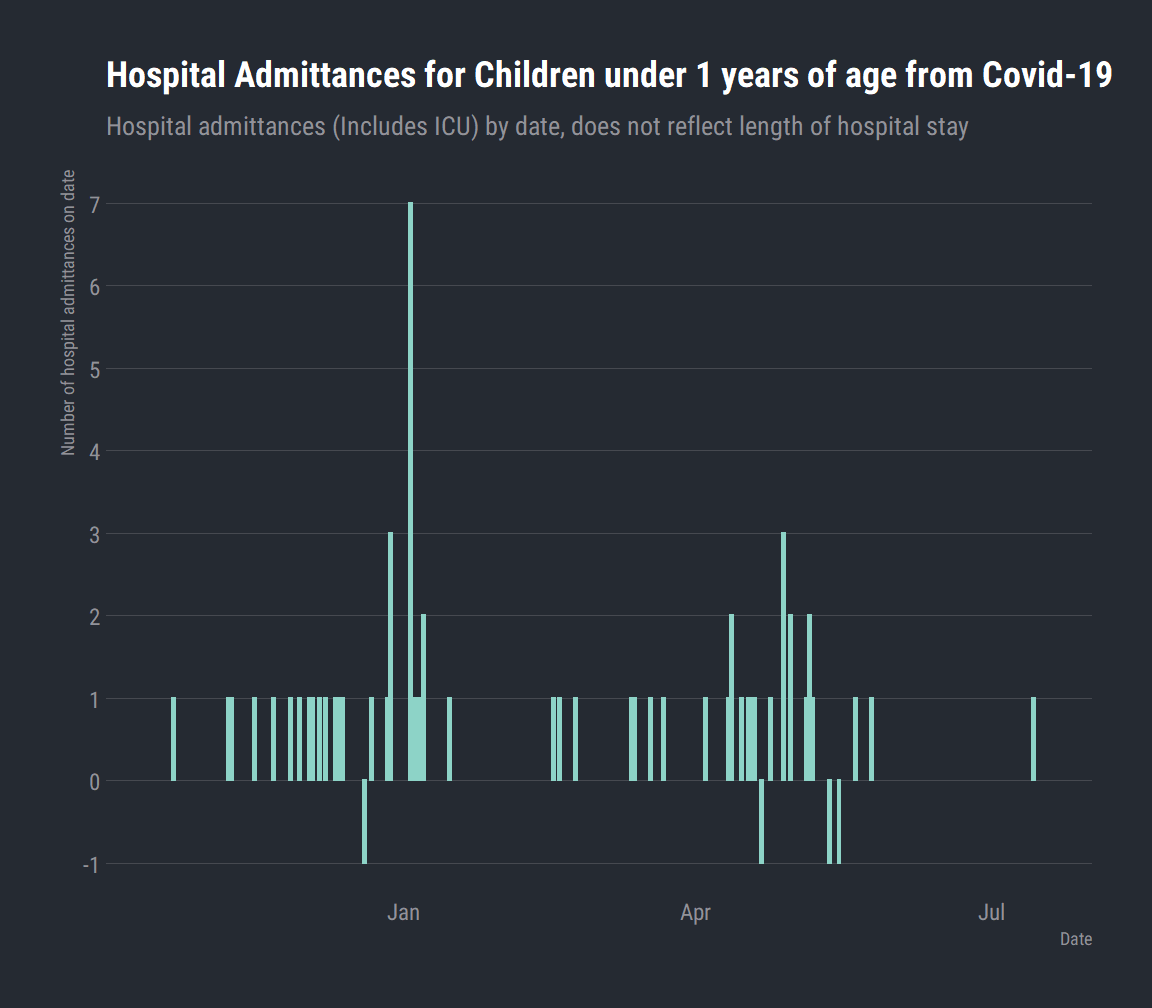 Hospital Admittances for Children under 1 years of age from Covid-19
Hospital admittances (Includes ICU) by date, does not reflect length of hospital stay
Number of hospital admittances on date
7
6
5
4
3
2
1
0
-1
Jan
Apr
Jul
Date